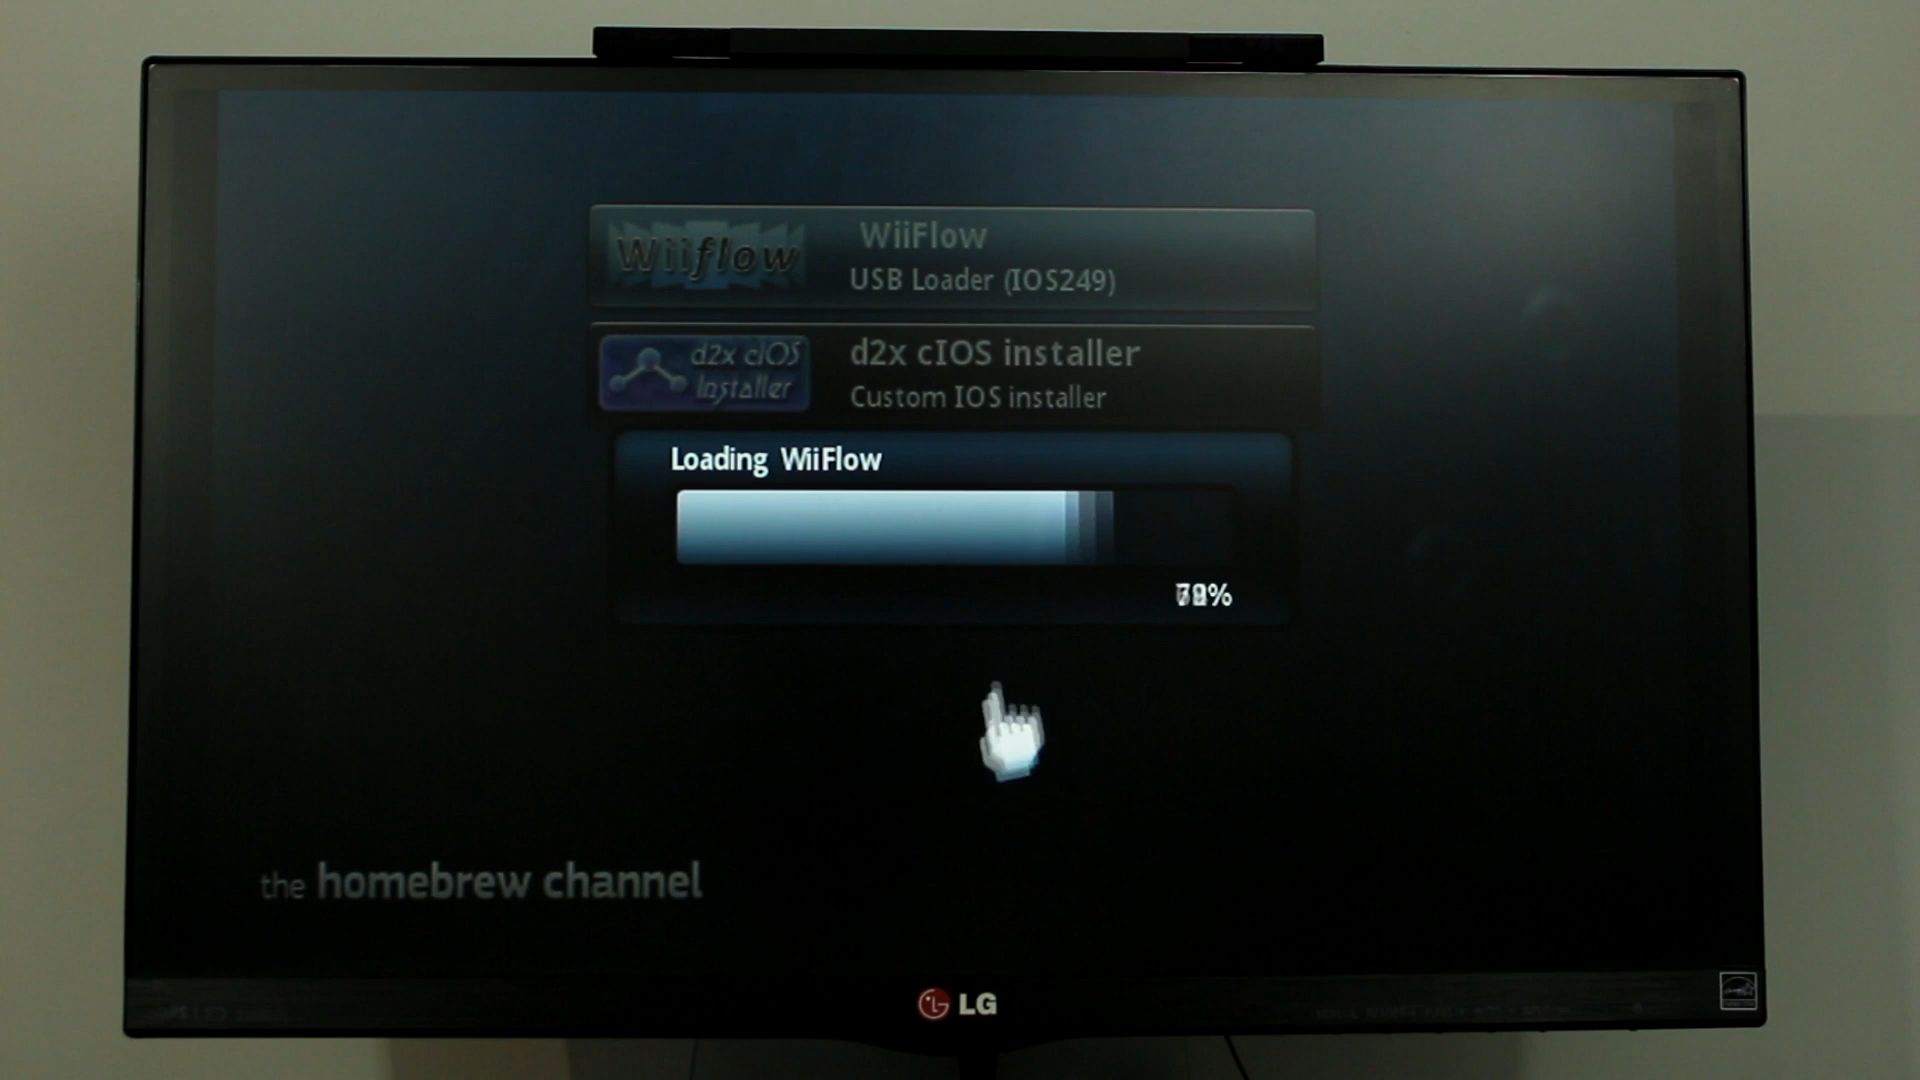 Wiiflow
WiiFlow
USB Loader (IOS249)
d2x cIOS
Installer
d2x cIOS installer
Custom IOS installer
Loading WiiFlow
the homebrew channel
LG